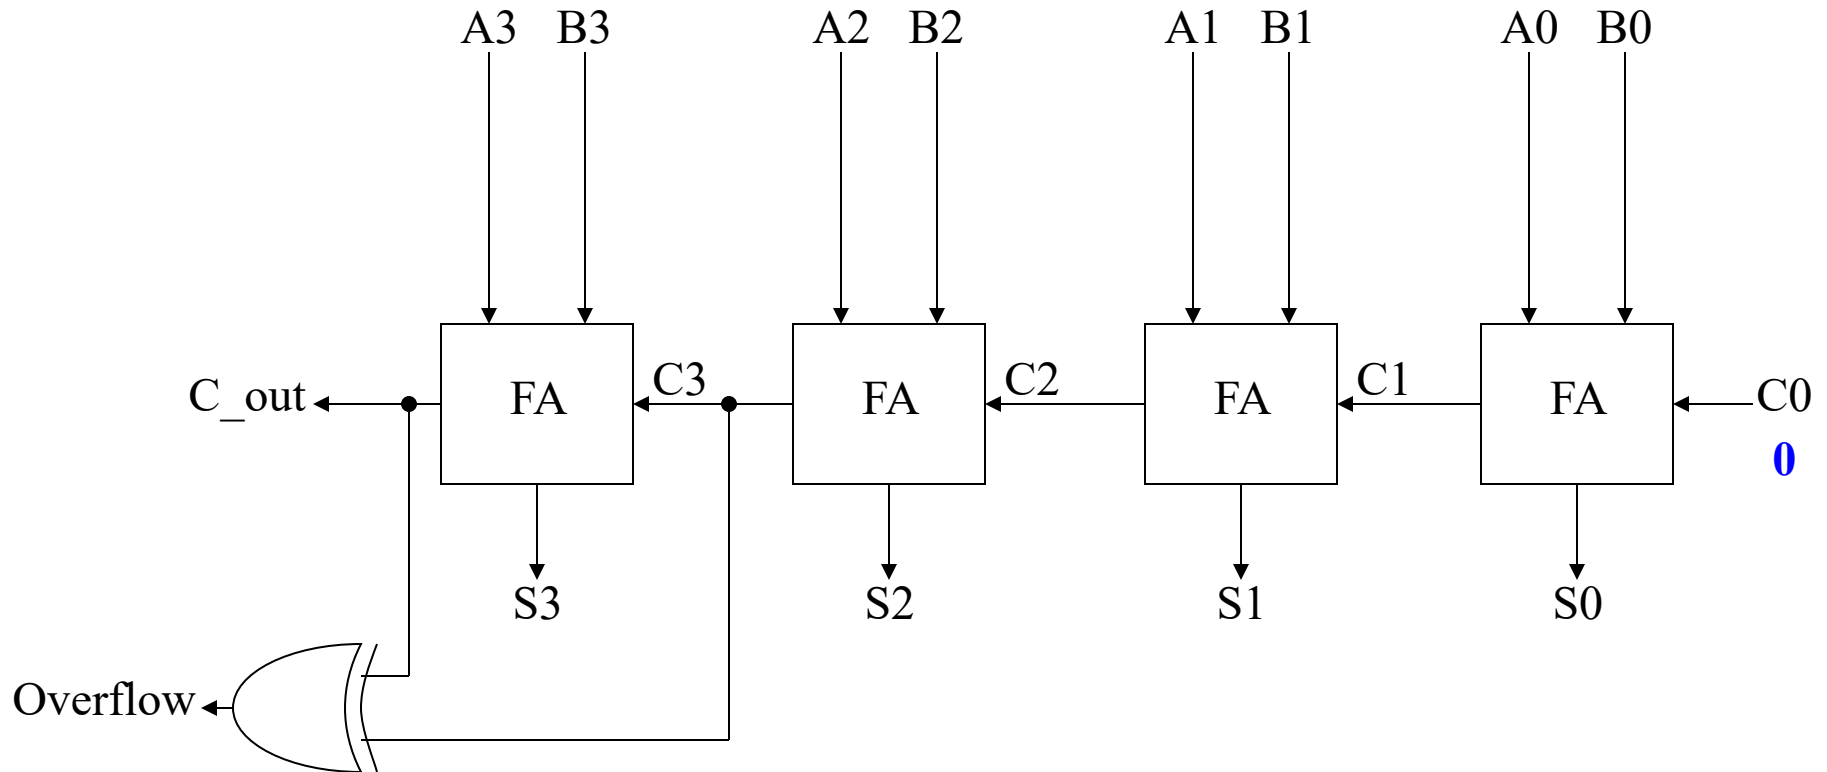 A3 B3 A2 B2 A1 B1 A0 B0
C_out FA C3 FA C2 FA C1 FA C0
0
S3 S2 S1 S0
Overflow